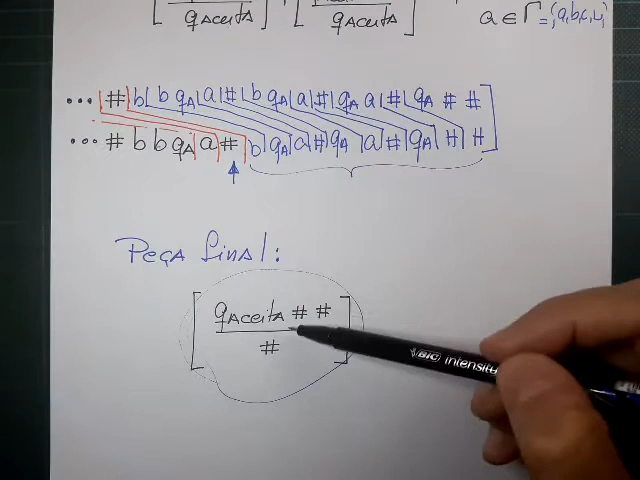 qAceita
qAceita
a ∈ Γ = {a,b,c,⊔}
... # b b qA a # b qA a # qA a # qA # #
... # b b qA a # b qA a # qA a # qA # #
Peça final:
qAceita # #
#
BIC intensity